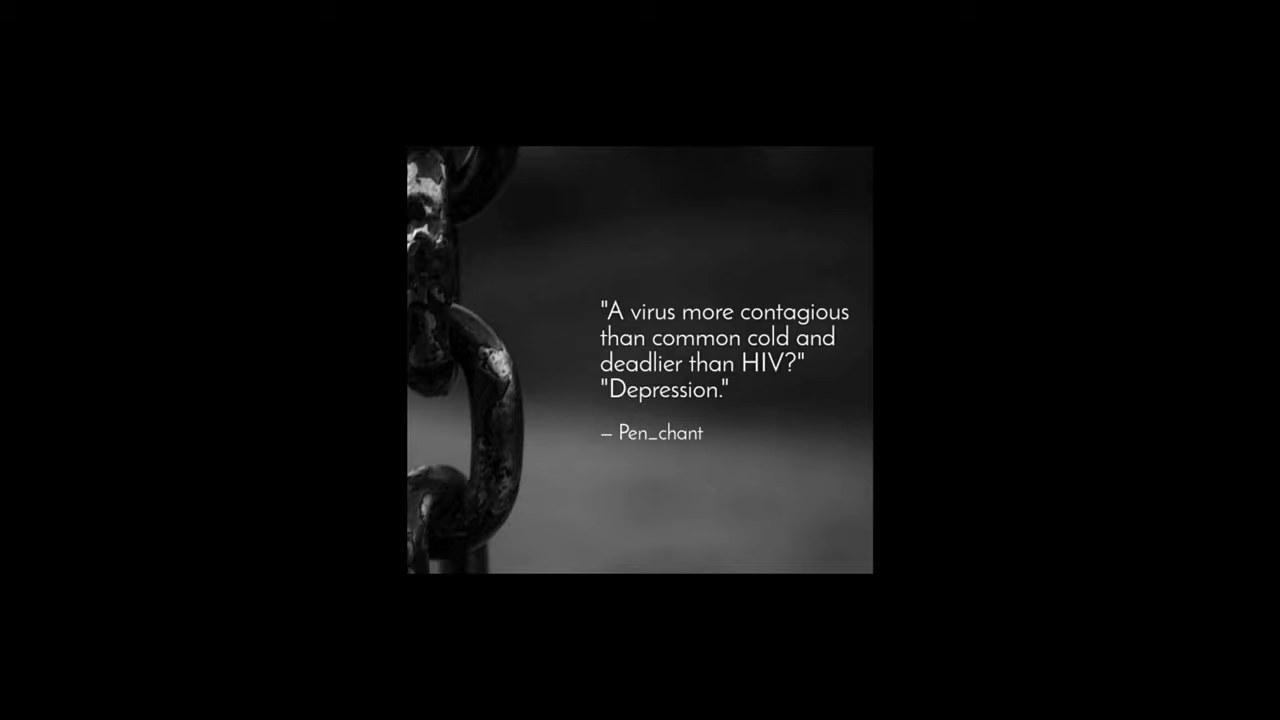 "A virus more contagious
than common cold and
deadlier than HIV?"
"Depression."
– Pen_chant